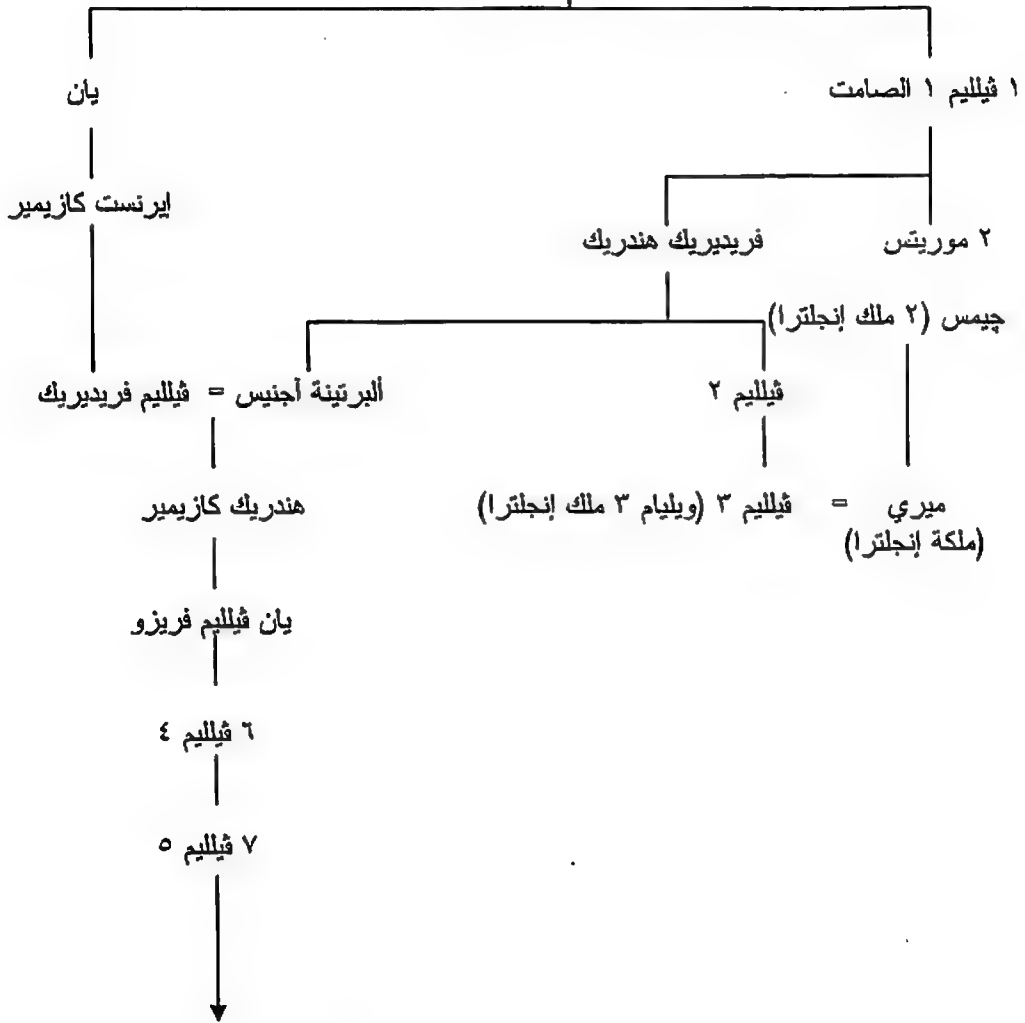 ١ ڤيلليم ١ الصامت
يان
إيرنست كازيمير
٢ موريتس
فريديريك هندريك
چيمس (٢ ملك إنجلترا)
ڤيلليم ٢
ألبرتينة آجنيس = ڤيلليم فريديريك
ميري = ڤيلليم ٣ (ويليام ٣ ملك إنجلترا)
(ملكة إنجلترا)
هندريك كازيمير
يان ڤيلليم فريزو
٦ ڤيلليم ٤
٧ ڤيلليم ٥